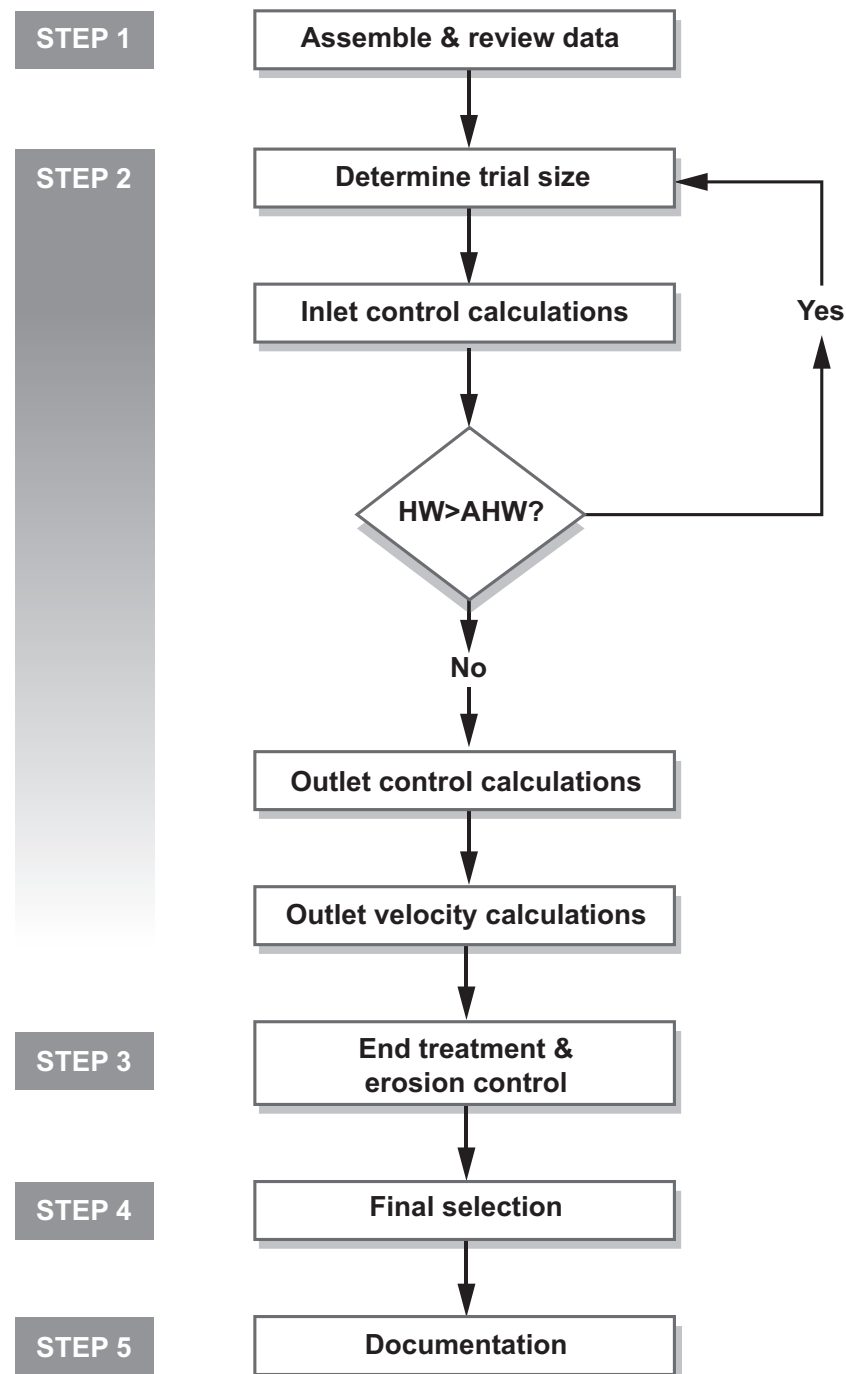 STEP 1
Assemble & review data
STEP 2
Determine trial size
Inlet control calculations
Yes
HW>AHW?
No
Outlet control calculations
Outlet velocity calculations
STEP 3
End treatment &
erosion control
STEP 4
Final selection
STEP 5
Documentation